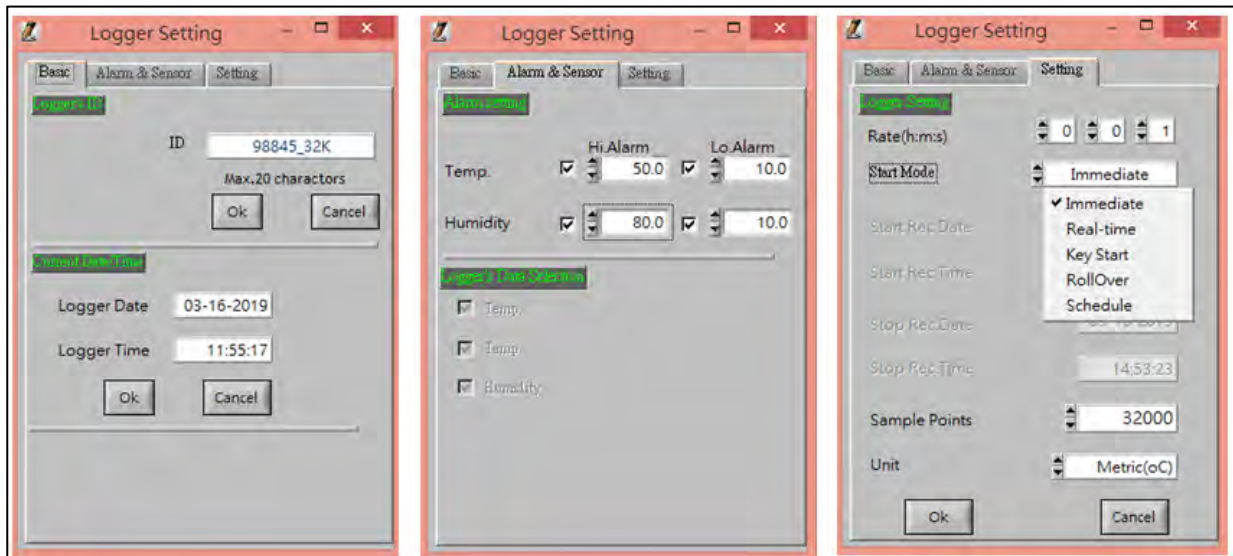 Logger Setting
Basic Alarm & Sensor Setting
Logger's ID
ID 98845_32K
Max.20 charactors
Ok Cancel
Current Date/Time
Logger Date 03-16-2019
Logger Time 11:55:17
Ok Cancel
Logger Setting
Basic Alarm & Sensor Setting
Alarm setting
Hi.Alarm Lo.Alarm
Temp. 50.0 10.0
Humidity 80.0 10.0
Logger's Data Selection
Temp.
Temp.
Humidity
Logger Setting
Basic Alarm & Sensor Setting
Logger Setting
Rate(h:m:s) 0 0 1
Start Mode Immediate
Immediate
Real-time
Key Start
RollOver
Schedule
Start Rec.Date
Start Rec.Time
Stop Rec.Date
Stop Rec.Time 14:53:23
Sample Points 32000
Unit Metric(oC)
Ok Cancel